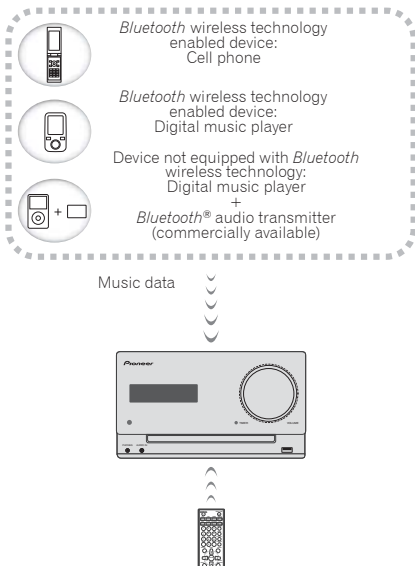 Bluetooth wireless technology
enabled device:
Cell phone
Bluetooth wireless technology
enabled device:
Digital music player
Device not equipped with Bluetooth
wireless technology:
Digital music player
+
Bluetooth® audio transmitter
(commercially available)
+
Music data
Pioneer